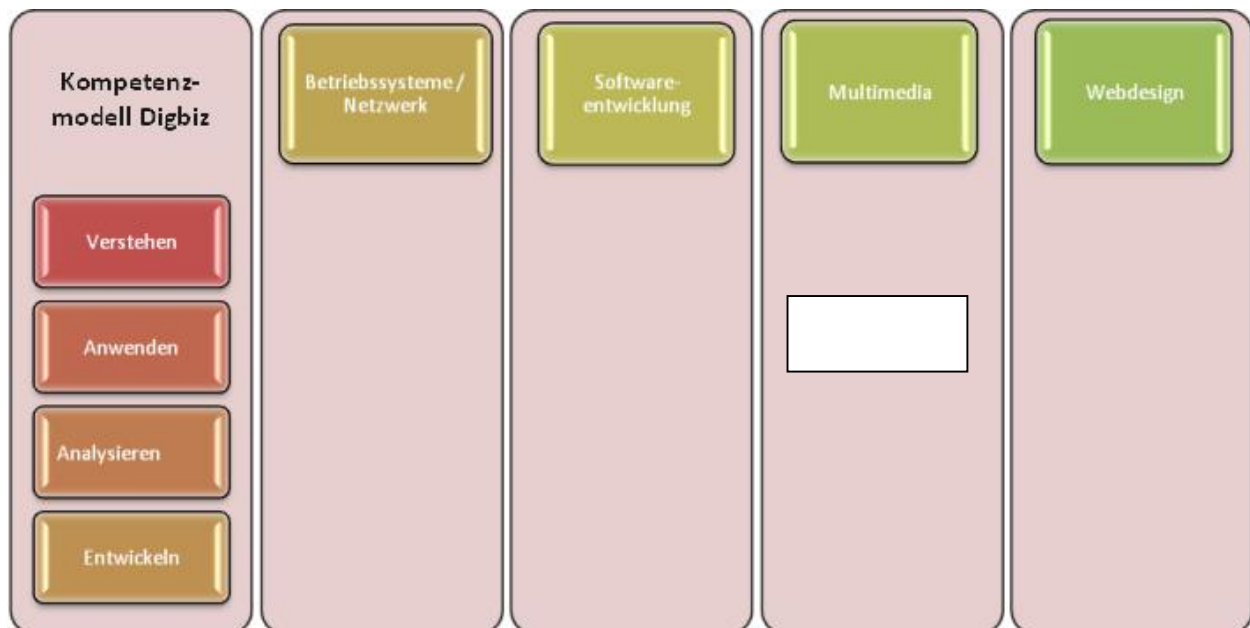 Kompetenz-
modell Digbiz
Verstehen
Anwenden
Analysieren
Entwickeln
Betriebssysteme /
Netzwerk
Software-
entwicklung
Multimedia
Webdesign